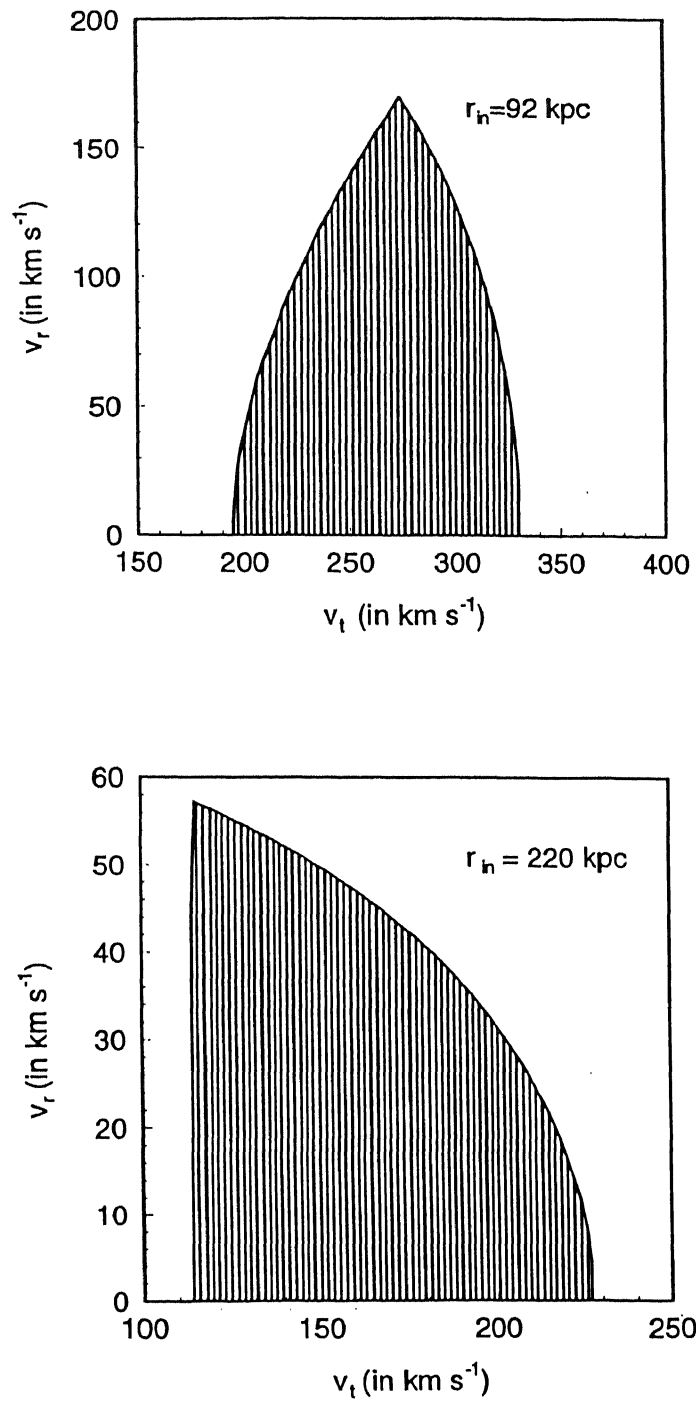 200
150
100
50
0
v_r (in km s^-1)
r_in=92 kpc
150 200 250 300 350 400
v_t (in km s^-1)
60
50
40
30
20
10
0
v_r (in km s^-1)
r_in = 220 kpc
100 150 200 250
v_t (in km s^-1)